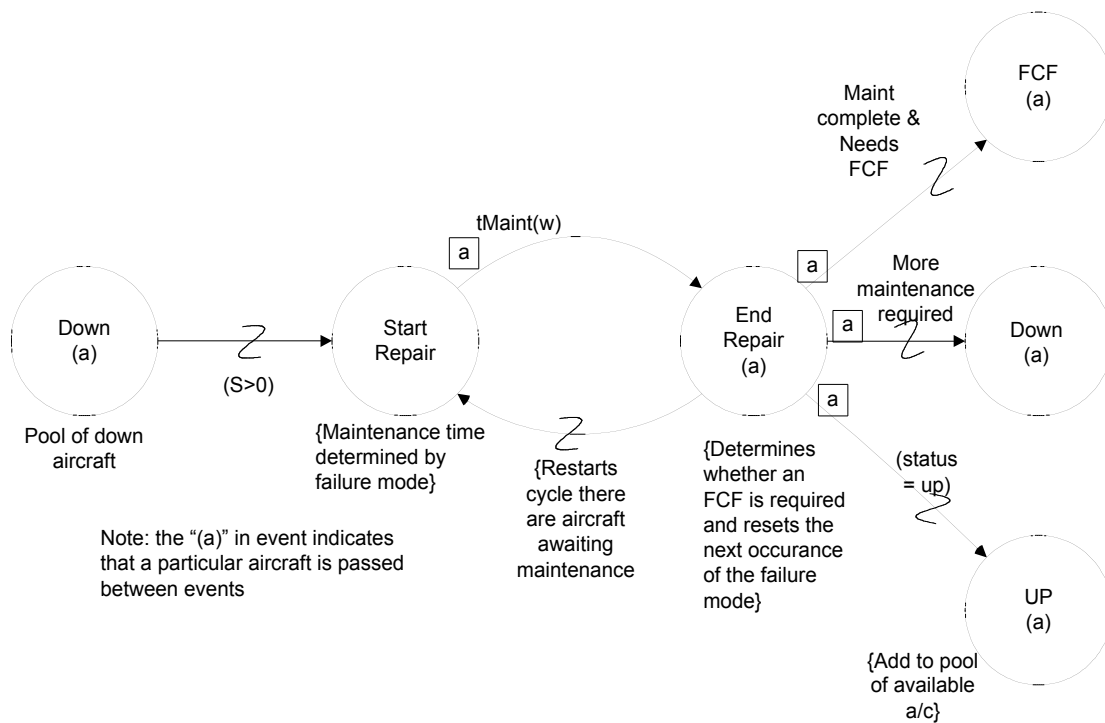 FCF
(a)
Maint
complete &
Needs
FCF
tMaint(w)
a
a
More
maintenance
required
Down
(a)
(S>0)
Start
Repair
End
Repair
(a)
a
Down
(a)
a
Pool of down
aircraft
{Maintenance time
determined by
failure mode}
{Restarts
cycle there
are aircraft
awaiting
maintenance
{Determines
whether an
FCF is required
and resets the
next occurance
of the failure
mode}
(status
= up)
Note: the “(a)” in event indicates
that a particular aircraft is passed
between events
UP
(a)
{Add to pool
of available
a/c}